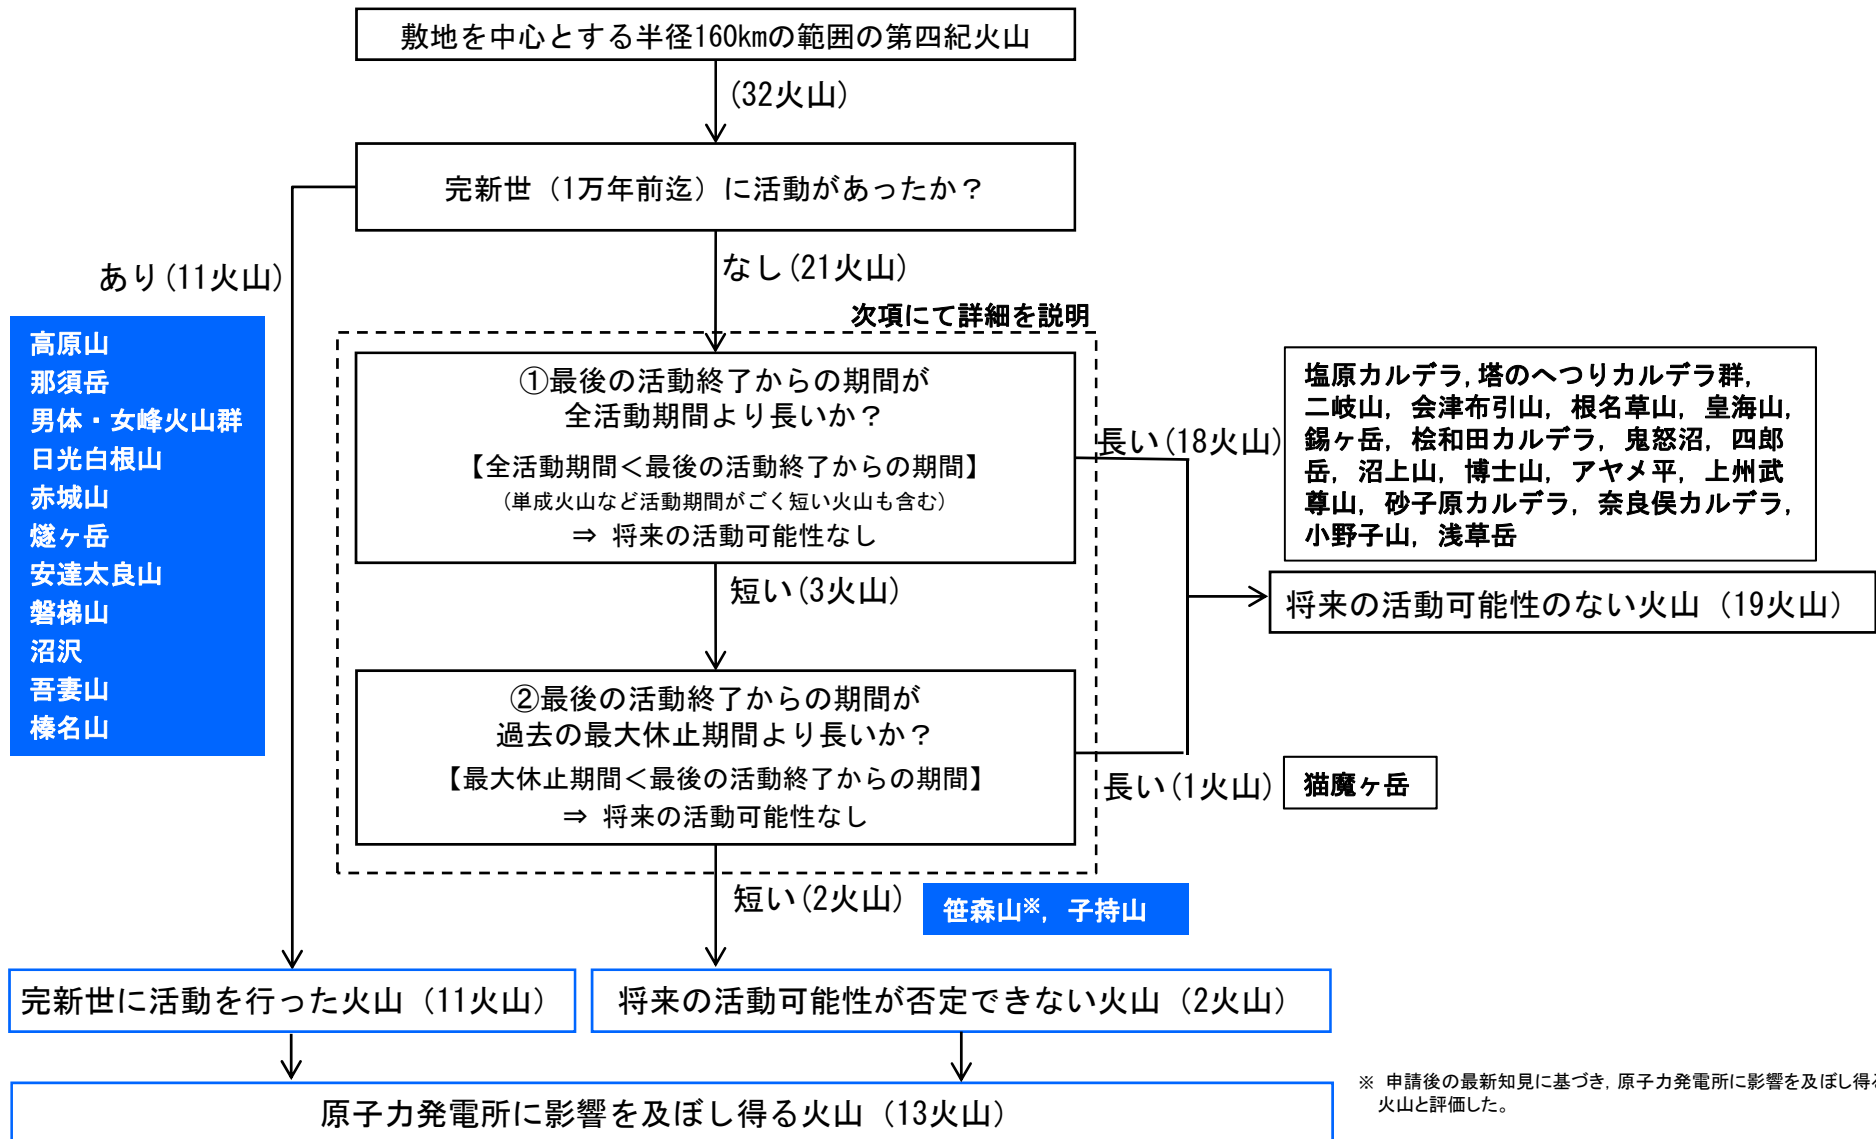 敷地を中心とする半径160kmの範囲の第四紀火山
(32火山)
完新世（1万年前迄）に活動があったか？
あり(11火山)
なし(21火山)
次項にて詳細を説明
高原山
那須岳
男体・女峰火山群
日光白根山
赤城山
燧ヶ岳
安達太良山
磐梯山
沼沢
吾妻山
榛名山
①最後の活動終了からの期間が
全活動期間より長いか？
【全活動期間＜最後の活動終了からの期間】
(単成火山など活動期間がごく短い火山も含む)
⇒ 将来の活動可能性なし
長い(18火山)
塩原カルデラ, 塔のへつりカルデラ群,
二岐山, 会津布引山, 根名草山, 皇海山,
錫ヶ岳, 桧和田カルデラ, 鬼怒沼, 四郎
岳, 沼上山, 博士山, アヤメ平, 上州武
尊山, 砂子原カルデラ, 奈良俣カルデラ,
小野子山, 浅草岳
短い(3火山)
将来の活動可能性のない火山（19火山）
②最後の活動終了からの期間が
過去の最大休止期間より長いか？
【最大休止期間＜最後の活動終了からの期間】
⇒ 将来の活動可能性なし
長い(1火山)
猫魔ヶ岳
短い(2火山)
笹森山※, 子持山
完新世に活動を行った火山（11火山）
将来の活動可能性が否定できない火山（2火山）
原子力発電所に影響を及ぼし得る火山（13火山）
※ 申請後の最新知見に基づき, 原子力発電所に影響を及ぼし得る
火山と評価した。